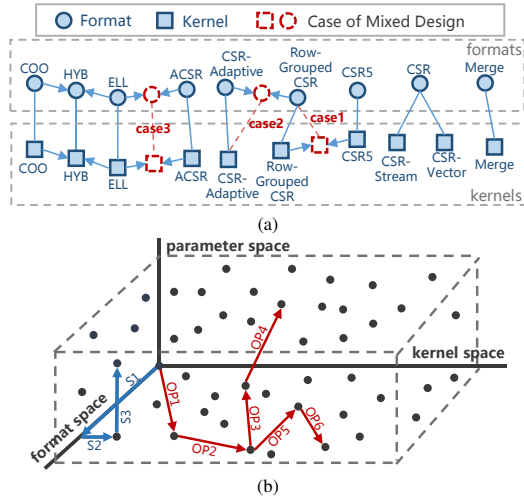 Format Kernel Case of Mixed Design
formats
COO HYB ELL ACSR CSR-Adaptive Row-Grouped CSR CSR5 CSR Merge
case3 case2 case1
COO HYB ELL ACSR CSR-Adaptive Row-Grouped CSR CSR5 CSR-Stream CSR-Vector Merge
kernels
(a)
parameter space
kernel space
format space
S1
S2
S3
OP1
OP2
OP3
OP4
OP5
OP6
(b)